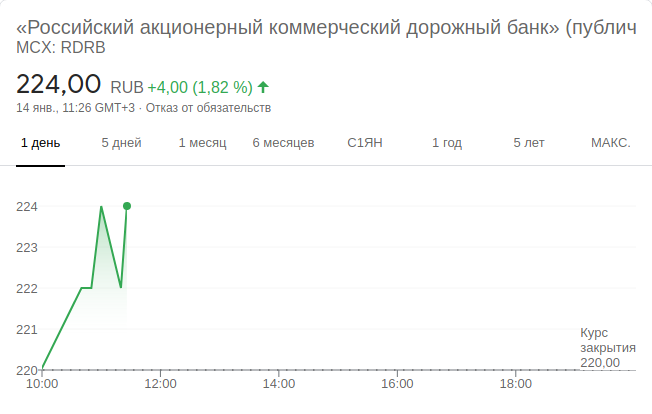 «Российский акционерный коммерческий дорожный банк» (публич
MCX: RDRB
224,00 RUB +4,00 (1,82 %)
14 янв., 11:26 GMT+3 · Отказ от обязательств
1 день 5 дней 1 месяц 6 месяцев С1ЯН 1 год 5 лет МАКС.
224
223
222
221
Курс
закрытия
220,00
220
10:00 12:00 14:00 16:00 18:00